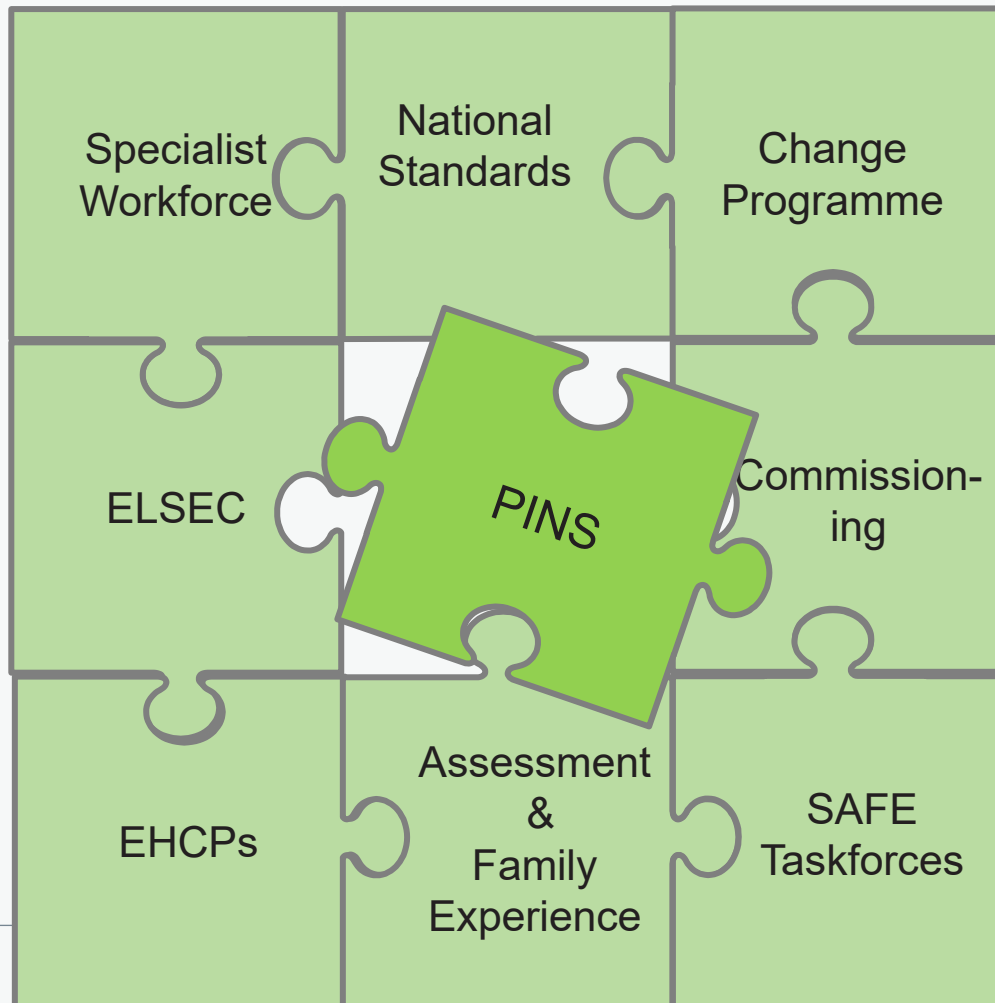 Specialist
Workforce
National
Standards
Change
Programme
ELSEC
PINS
Commission-
ing
EHCPs
Assessment
&
Family
Experience
SAFE
Taskforces